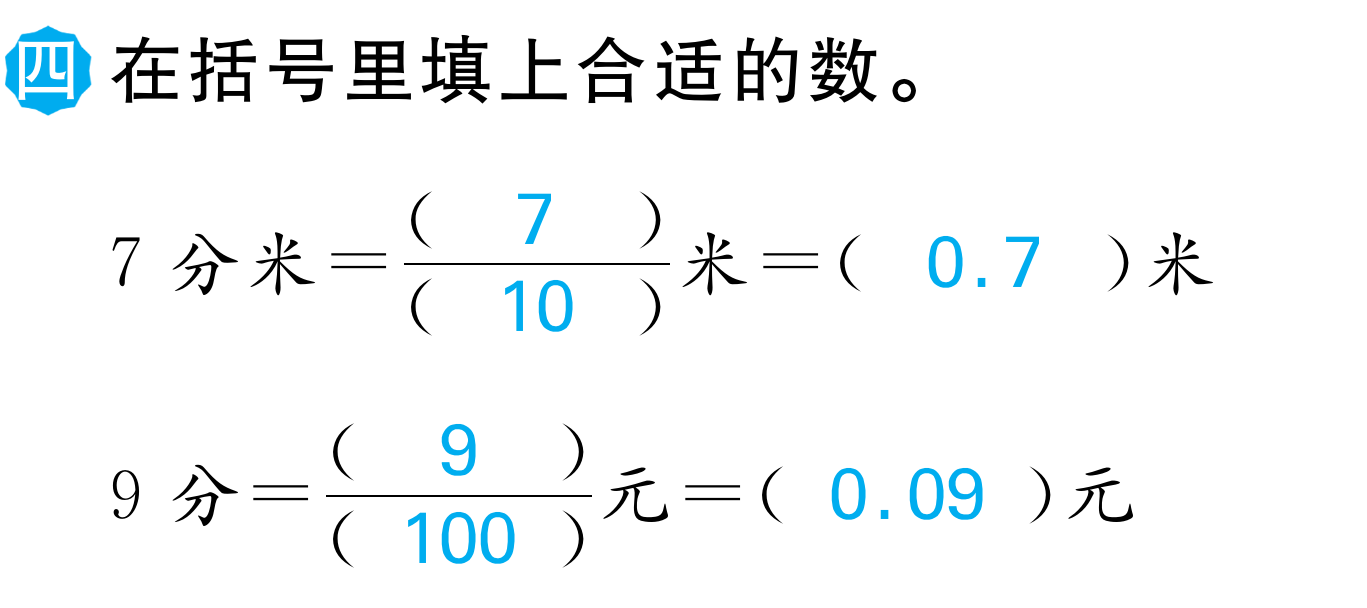 四 在括号里填上合适的数。
7 分米＝( 7 )/( 10 )米＝( 0.7 )米
9 分＝( 9 )/( 100 )元＝( 0.09 )元